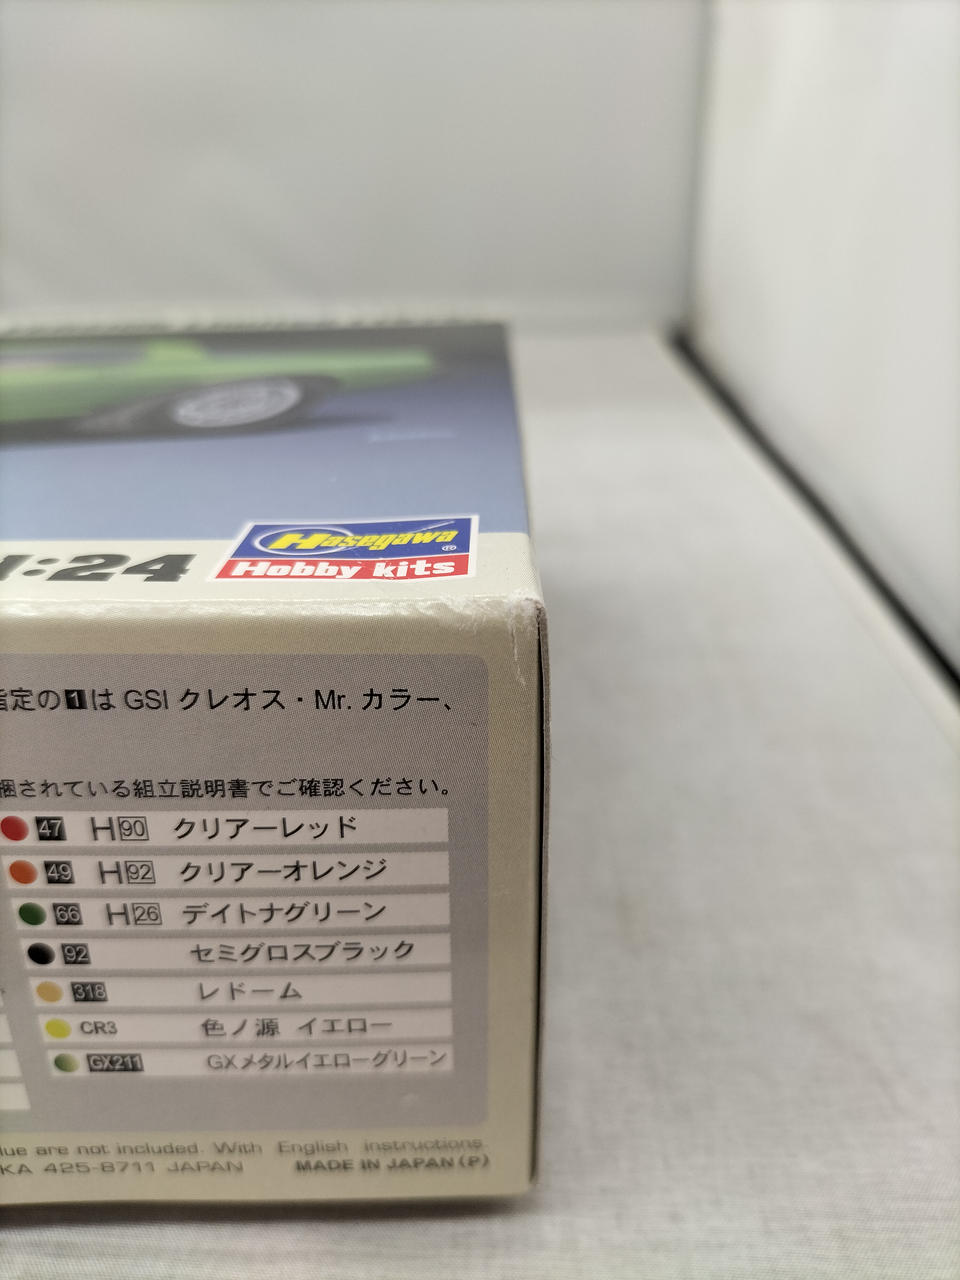 1:24
Hasegawa®
Hobby kits
指定の1は GSI クレオス・Mr. カラー、
梱されている組立説明書でご確認ください。
47 H90 クリアーレッド
49 H92 クリアーオレンジ
66 H26 デイトナグリーン
92 セミグロスブラック
318 レドーム
CR3 色ノ源 イエロー
GX211 GXメタルイエローグリーン
lue are not included. With English instructions.
KA 425-8711 JAPAN MADE IN JAPAN (P)